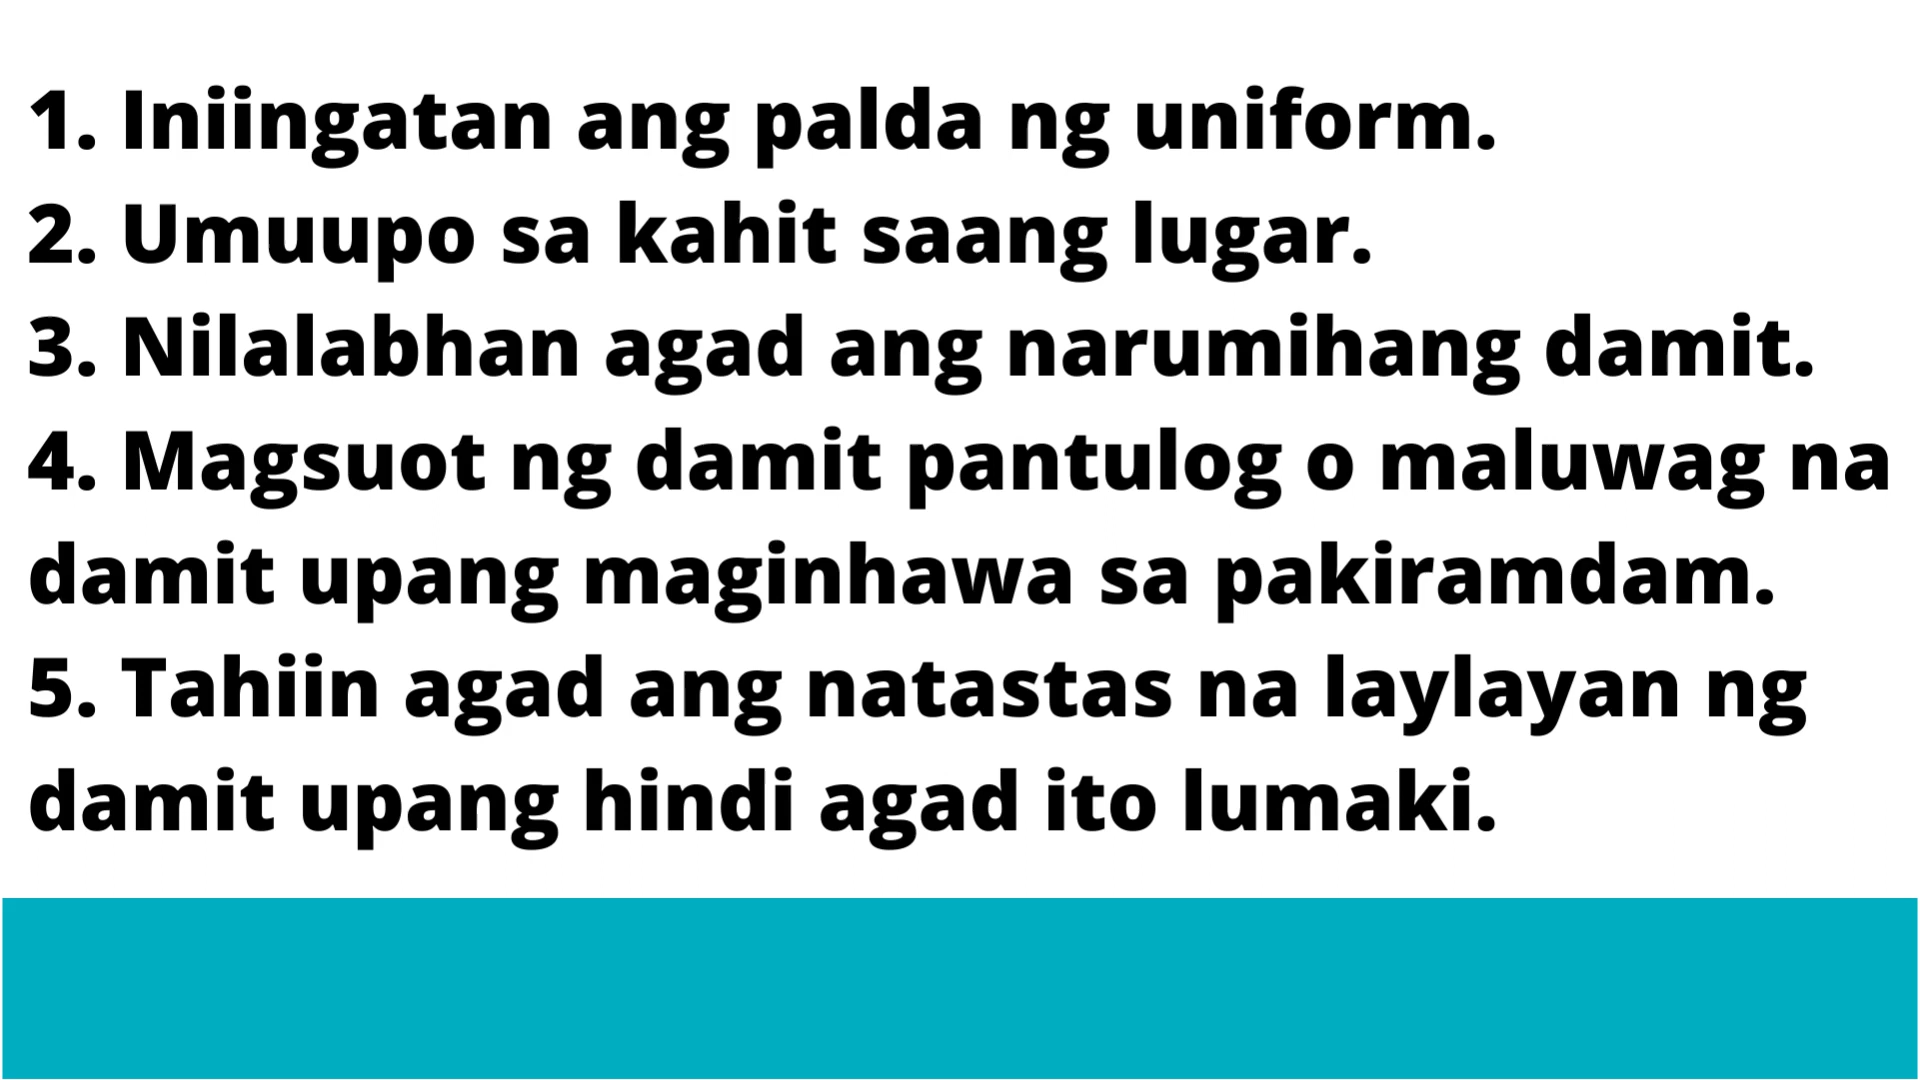 1. Iniingatan ang palda ng uniform.
2. Umuupo sa kahit saang lugar.
3. Nilalabhan agad ang narumihang damit.
4. Magsuot ng damit pantulog o maluwag na
damit upang maginhawa sa pakiramdam.
5. Tahiin agad ang natastas na laylayan ng
damit upang hindi agad ito lumaki.